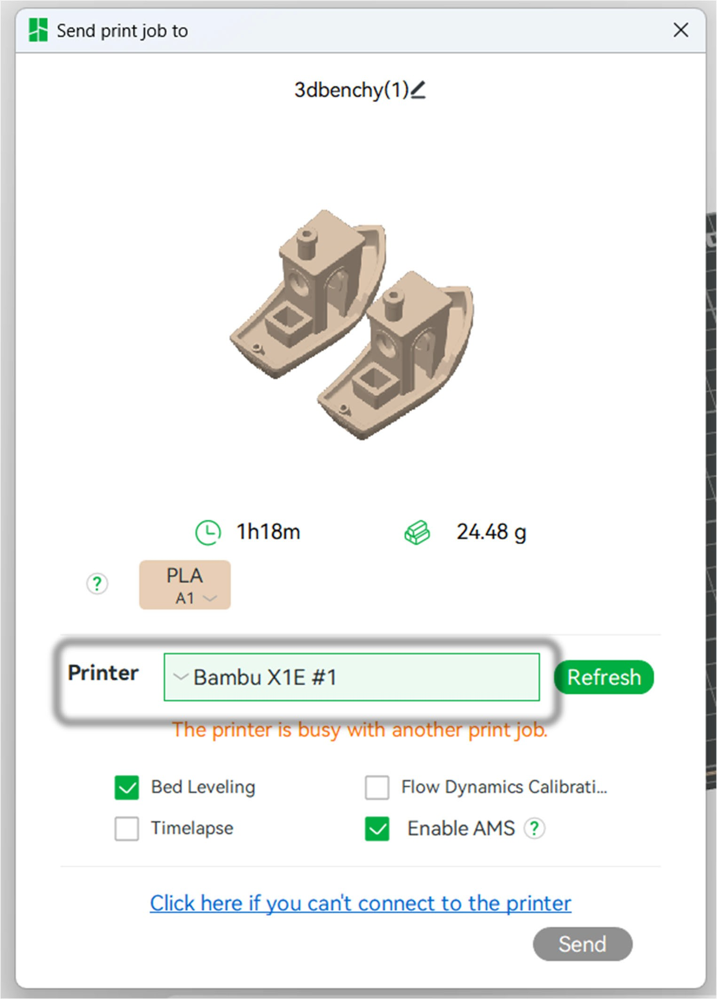 Send print job to
3dbenchy(1)
1h18m
24.48 g
?
PLA
A1
Printer
Bambu X1E #1
Refresh
The printer is busy with another print job.
Bed Leveling
Flow Dynamics Calibrati...
Timelapse
Enable AMS ?
Click here if you can't connect to the printer
Send